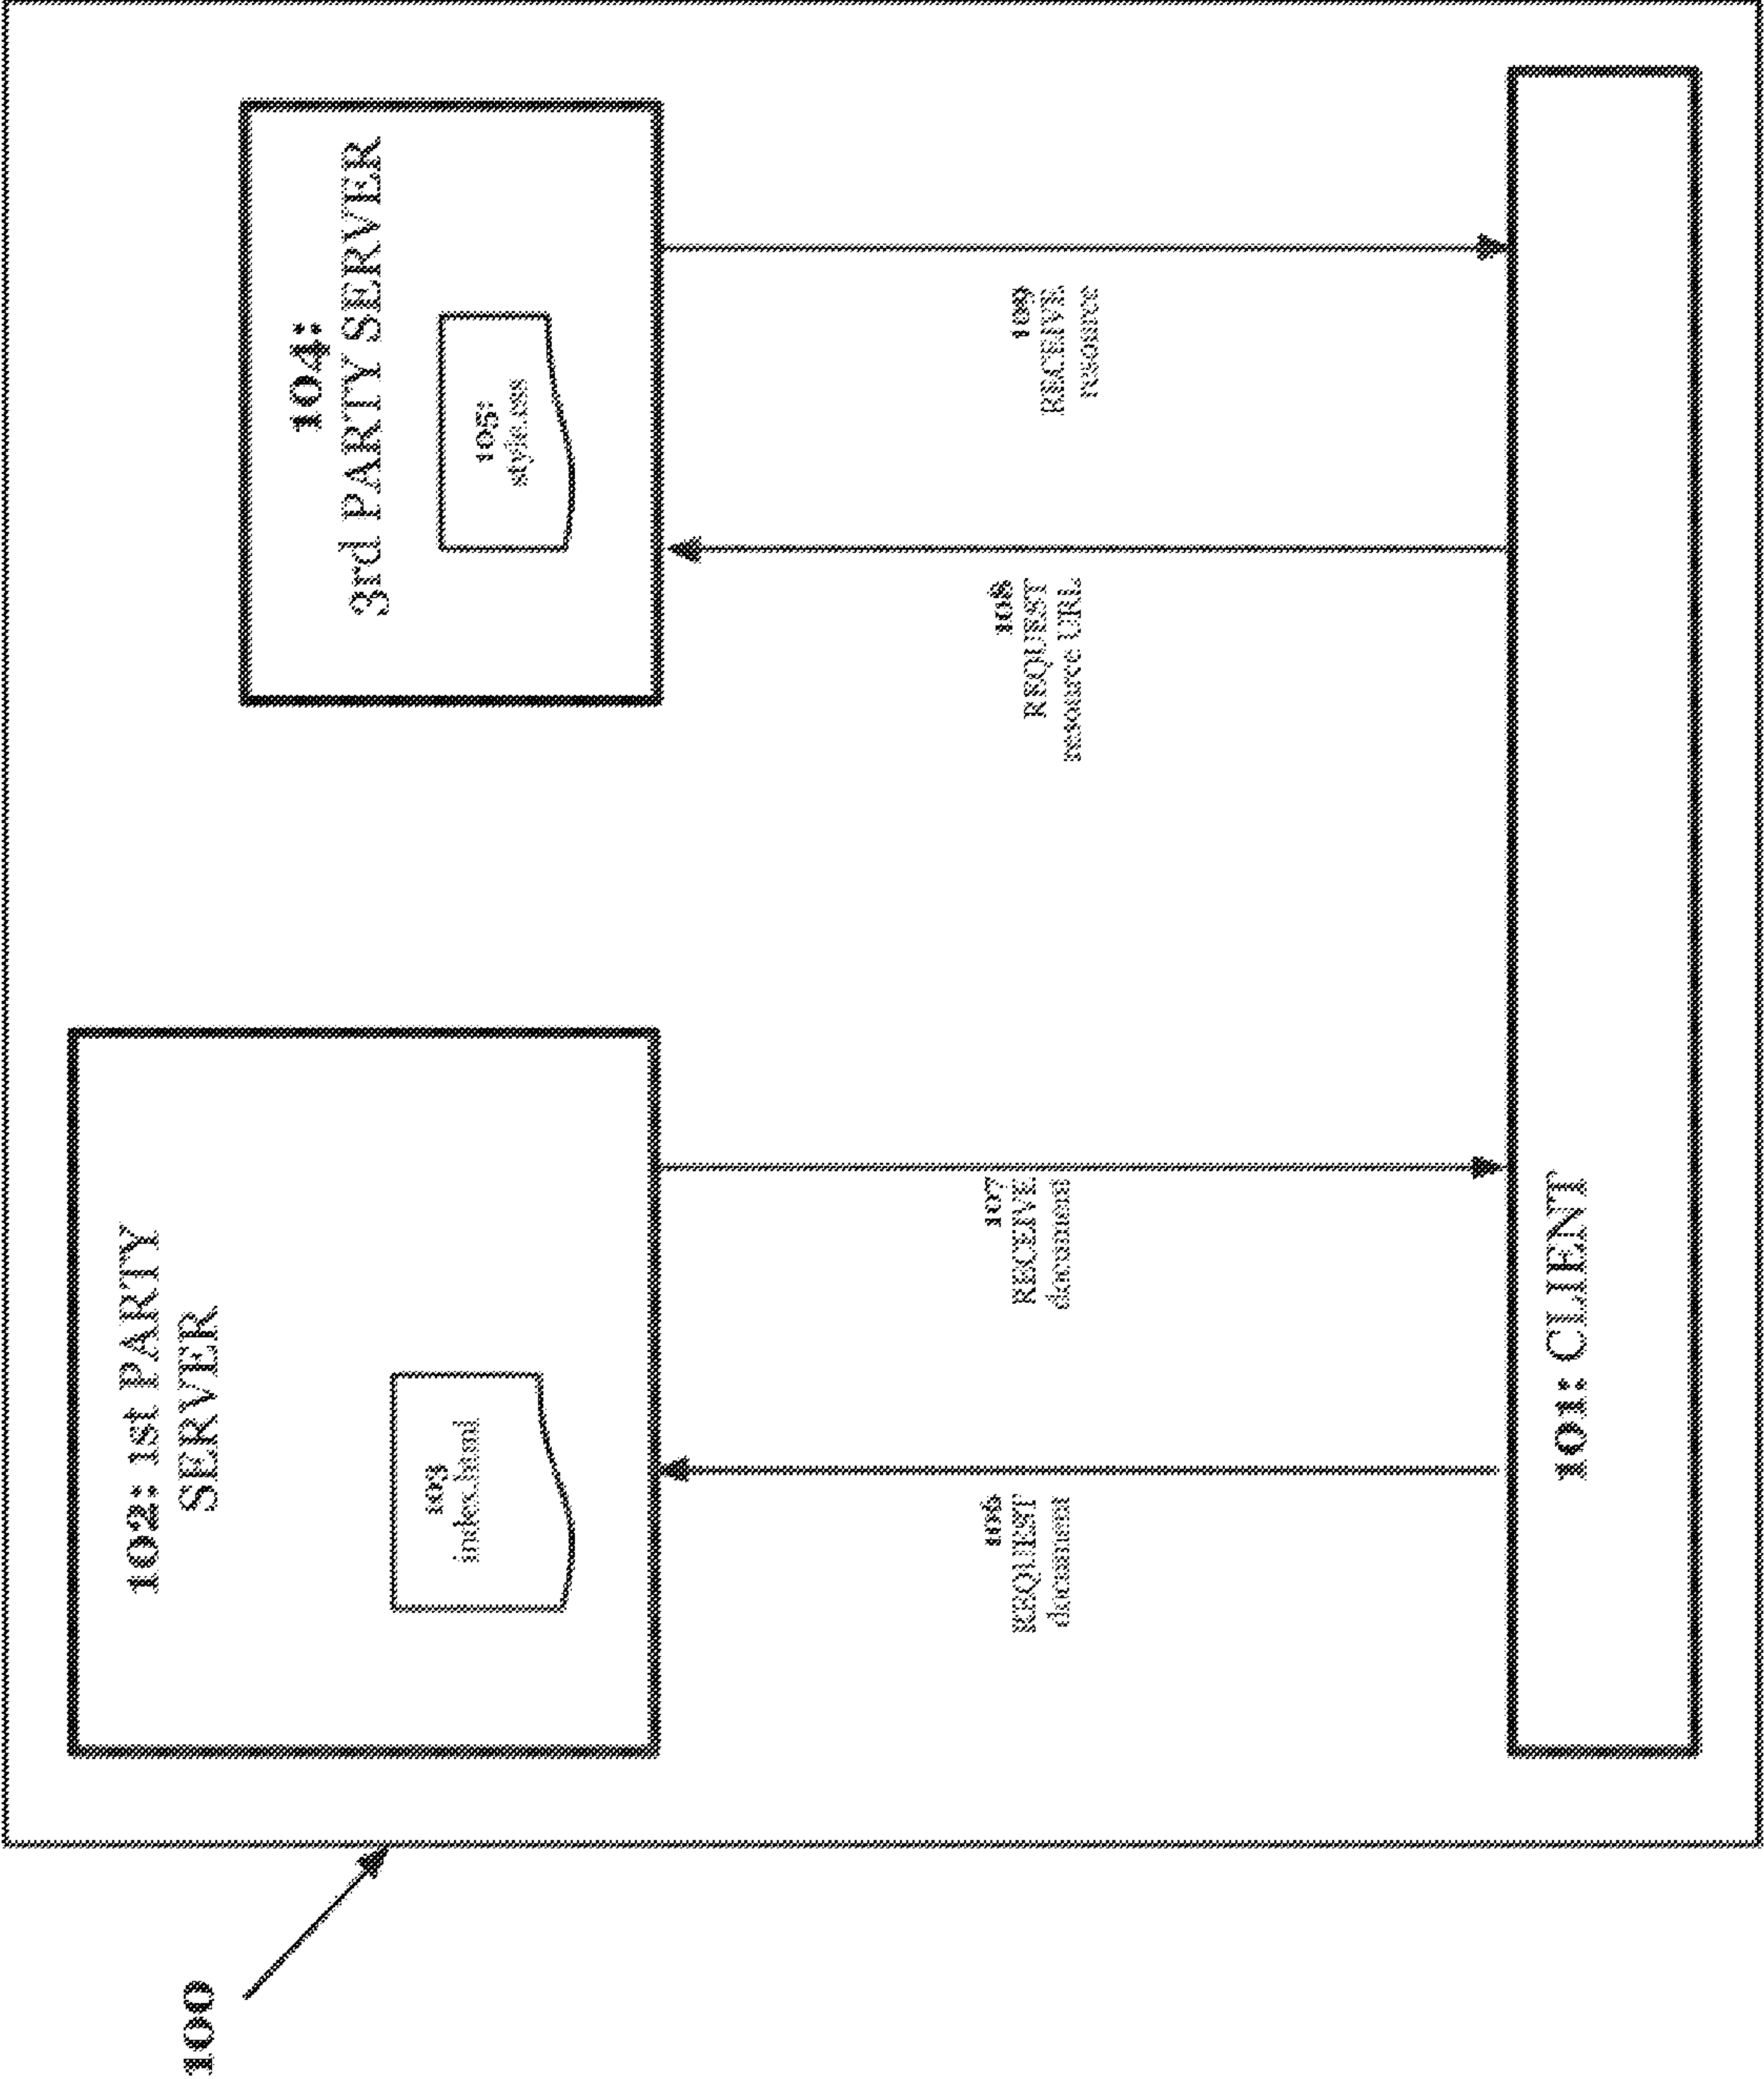 100
102: 1st PARTY
SERVER
103
index.html
104:
3rd PARTY SERVER
105:
style.css
106
REQUEST
document
107
RECEIVE
document
108
REQUEST
resource URL
109
RECEIVE
resource
101: CLIENT